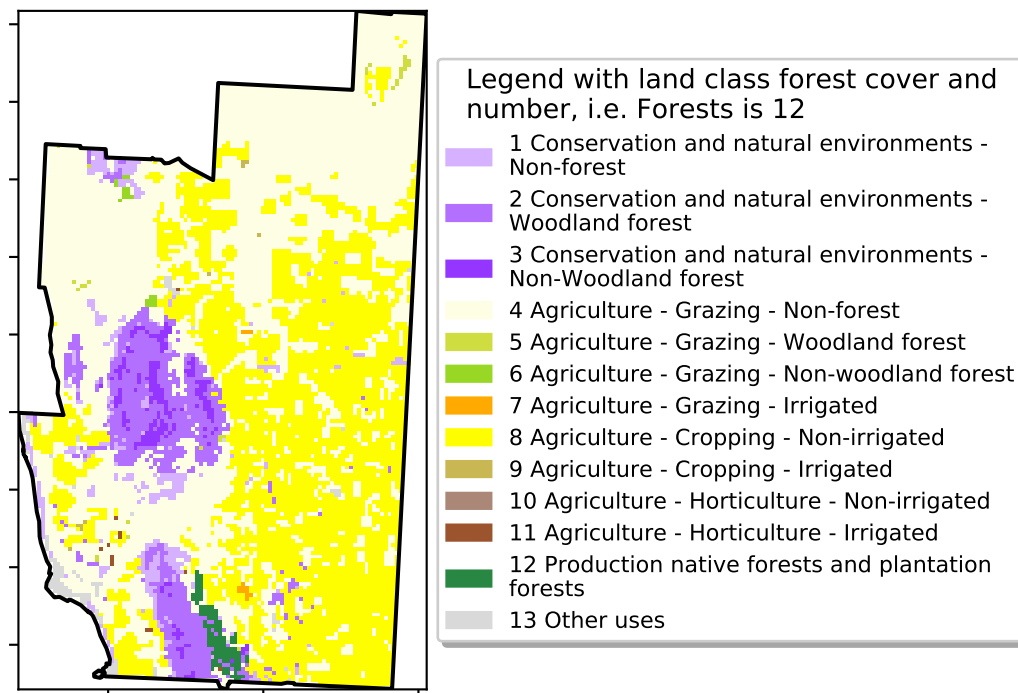 Legend with land class forest cover and
number, i.e. Forests is 12
1 Conservation and natural environments -
Non-forest
2 Conservation and natural environments -
Woodland forest
3 Conservation and natural environments -
Non-Woodland forest
4 Agriculture - Grazing - Non-forest
5 Agriculture - Grazing - Woodland forest
6 Agriculture - Grazing - Non-woodland forest
7 Agriculture - Grazing - Irrigated
8 Agriculture - Cropping - Non-irrigated
9 Agriculture - Cropping - Irrigated
10 Agriculture - Horticulture - Non-irrigated
11 Agriculture - Horticulture - Irrigated
12 Production native forests and plantation
forests
13 Other uses